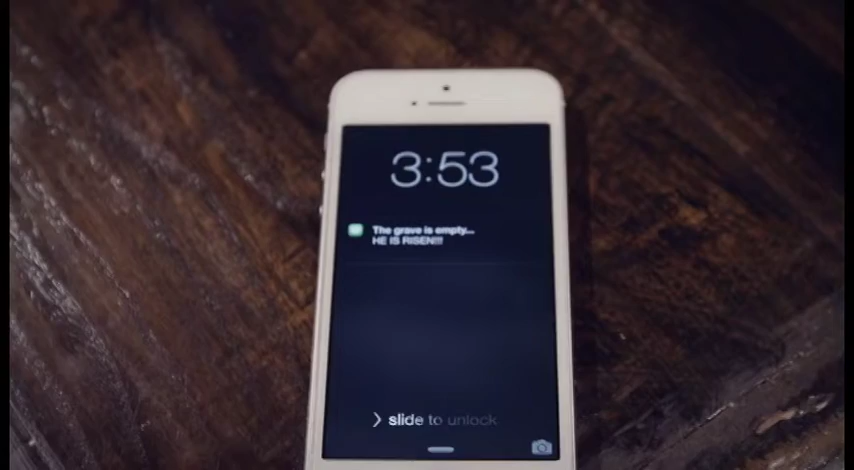 3:53
The grave is empty...
HE IS RISEN!!!
slide to unlock